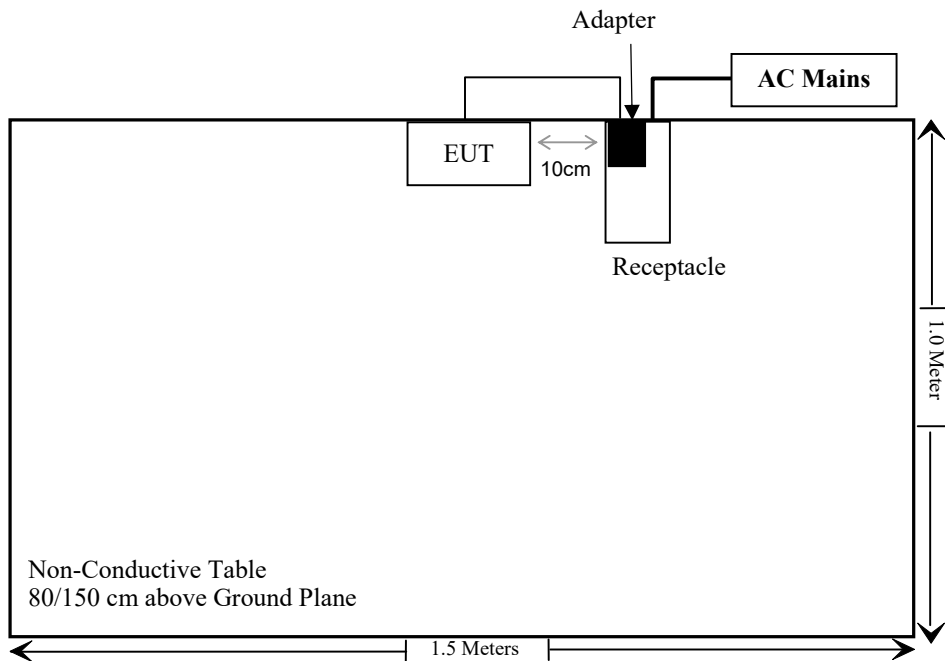 Adapter
AC Mains
EUT
10cm
Receptacle
1.0 Meter
Non-Conductive Table
80/150 cm above Ground Plane
1.5 Meters